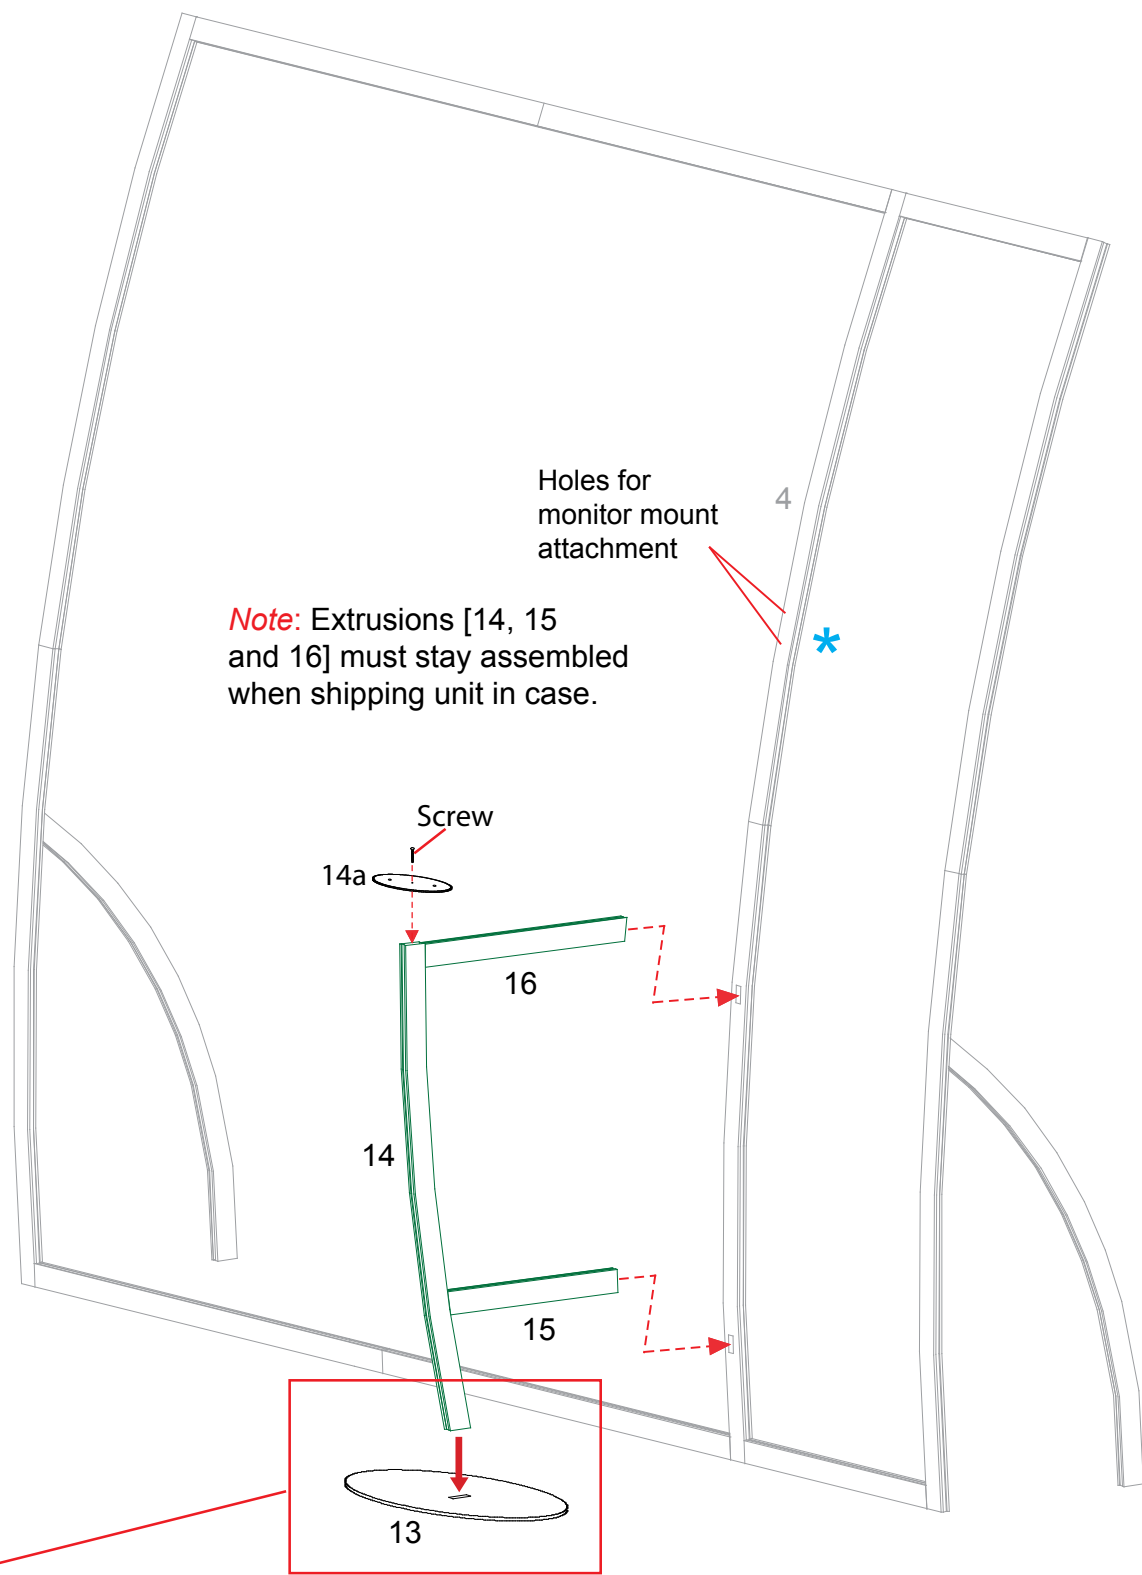 Holes for
monitor mount
attachment
4
*
Note: Extrusions [14, 15
and 16] must stay assembled
when shipping unit in case.
Screw
14a
16
14
15
13